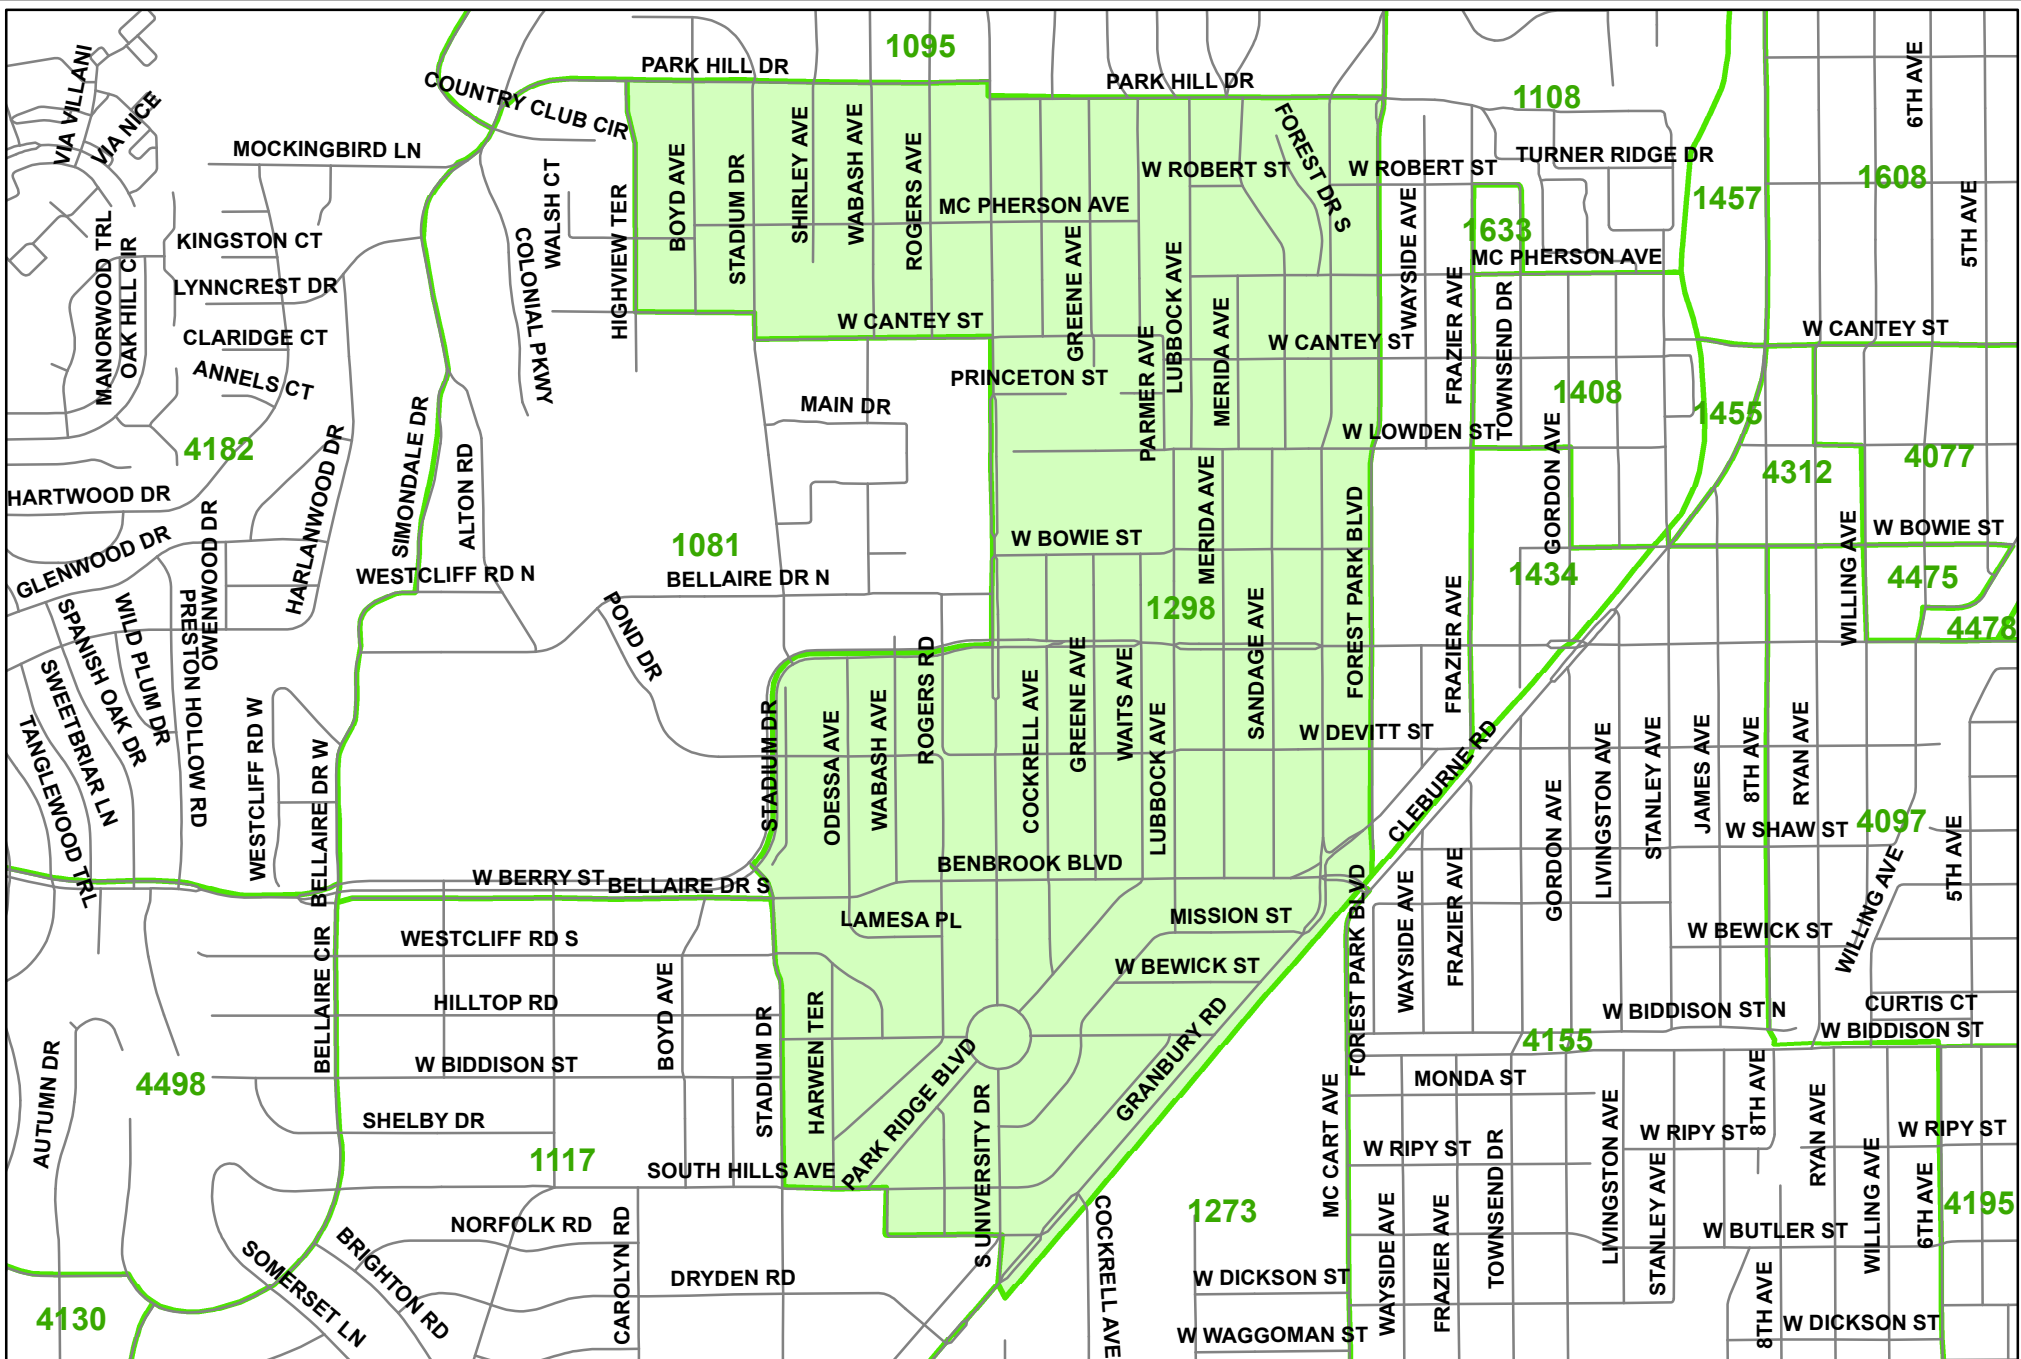 1095
PARK HILL DR
PARK HILL DR
COUNTRY CLUB CIR
VIA VILLANI
VIA NICE
MOCKINGBIRD LN
1108
6TH AVE
FOREST DR S
W ROBERT ST
W ROBERT ST
TURNER RIDGE DR
1457
1608
5TH AVE
BOYD AVE
STADIUM DR
SHIRLEY AVE
WABASH AVE
ROGERS AVE
MC PHERSON AVE
WALSH CT
HIGHVIEW TER
COLONIAL PKWY
MANORWOOD TRL
OAK HILL CIR
KINGSTON CT
LYNNCREST DR
CLARIDGE CT
ANNELS CT
4182
WAYSIDE AVE
1633
MC PHERSON AVE
FRAZIER AVE
TOWNSEND DR
GREENE AVE
LUBBOCK AVE
PARMER AVE
MERIDA AVE
W CANTEY ST
W CANTEY ST
W CANTEY ST
PRINCETON ST
MAIN DR
1408
1455
GORDON AVE
W LOWDEN ST
4312
4077
HARTWOOD DR
GLENWOOD DR
OWENWOOD DR
HARLANWOOD DR
SIMONDALE DR
ALTON RD
1081
W BOWIE ST
MERIDA AVE
FOREST PARK BLVD
W BOWIE ST
WILLING AVE
WESTCLIFF RD N
BELLAIRE DR N
POND DR
1298
1434
4475
4478
SPANISH OAK DR
WILD PLUM DR
PRESTON HOLLOW RD
SWEETBRIAR LN
TANGLEWOOD TRL
WESTCLIFF RD W
BELLAIRE DR W
STADIUM DR
ODESSA AVE
WABASH AVE
ROGERS RD
COCKRELL AVE
GREENE AVE
WAITS AVE
LUBBOCK AVE
SANDAGE AVE
W DEVITT ST
FRAZIER AVE
CLEBURNE RD
LIVINGSTON AVE
STANLEY AVE
JAMES AVE
8TH AVE
RYAN AVE
W SHAW ST
4097
GORDON AVE
5TH AVE
WILLING AVE
W BERRY ST
BELLAIRE DR S
BENBROOK BLVD
LAMESA PL
MISSION ST
FOREST PARK BLVD
WAYSIDE AVE
FRAZIER AVE
W BEWICK ST
W BEWICK ST
BELLAIRE CIR
WESTCLIFF RD S
HILLTOP RD
BOYD AVE
STADIUM DR
HARWEN TER
W BIDDISON ST
W BIDDISON ST N
CURTIS CT
W BIDDISON ST
4155
AUTUMN DR
4498
SHELBY DR
1117
SOUTH HILLS AVE
PARK RIDGE BLVD
S UNIVERSITY DR
GRANBURY RD
MC CART AVE
MONDA ST
W RIPY ST
TOWNSEND DR
LIVINGSTON AVE
W RIPY ST
8TH AVE
RYAN AVE
W RIPY ST
STANLEY AVE
WILLING AVE
6TH AVE
4195
1273
NORFOLK RD
CAROLYN RD
COCKRELL AVE
WAYSIDE AVE
FRAZIER AVE
W BUTLER ST
BRIGHTON RD
SOMERSET LN
DRYDEN RD
W DICKSON ST
8TH AVE
W DICKSON ST
4130
W WAGGOMAN ST